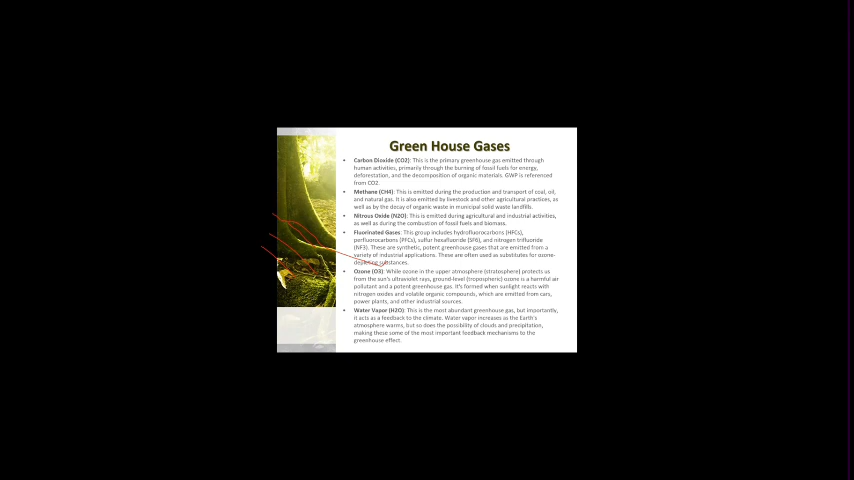 Green House Gases
• Carbon Dioxide (CO2): This is the primary greenhouse gas emitted through
human activities, primarily through the burning of fossil fuels for energy,
deforestation, and the decomposition of organic materials. GWP is referenced
from CO2.
• Methane (CH4): This is emitted during the production and transport of coal, oil,
and natural gas. It is also emitted by livestock and other agricultural practices, as
well as by the decay of organic waste in municipal solid waste landfills.
• Nitrous Oxide (N2O): This is emitted during agricultural and industrial activities,
as well as during the combustion of fossil fuels and biomass.
• Fluorinated Gases: This group includes hydrofluorocarbons (HFCs),
perfluorocarbons (PFCs), sulfur hexafluoride (SF6), and nitrogen trifluoride
(NF3). These are synthetic, potent greenhouse gases that are emitted from a
variety of industrial applications. These are often used as substitutes for ozone-
depleting substances.
• Ozone (O3): While ozone in the upper atmosphere (stratosphere) protects us
from the sun's ultraviolet rays, ground-level (tropospheric) ozone is a harmful air
pollutant and a potent greenhouse gas. It's formed when sunlight reacts with
nitrogen oxides and volatile organic compounds, which are emitted from cars,
power plants, and other industrial sources.
• Water Vapor (H2O): This is the most abundant greenhouse gas, but importantly,
it acts as a feedback to the climate. Water vapor increases as the Earth's
atmosphere warms, but so does the possibility of clouds and precipitation,
making these some of the most important feedback mechanisms to the
greenhouse effect.